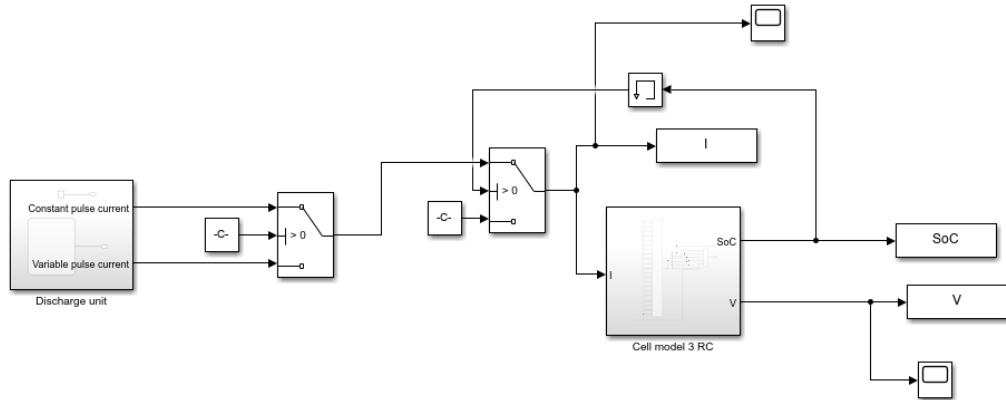 I
> 0
-C-
Constant pulse current
-C-
> 0
Variable pulse current
Discharge unit
I
SoC
V
Cell model 3 RC
SoC
V